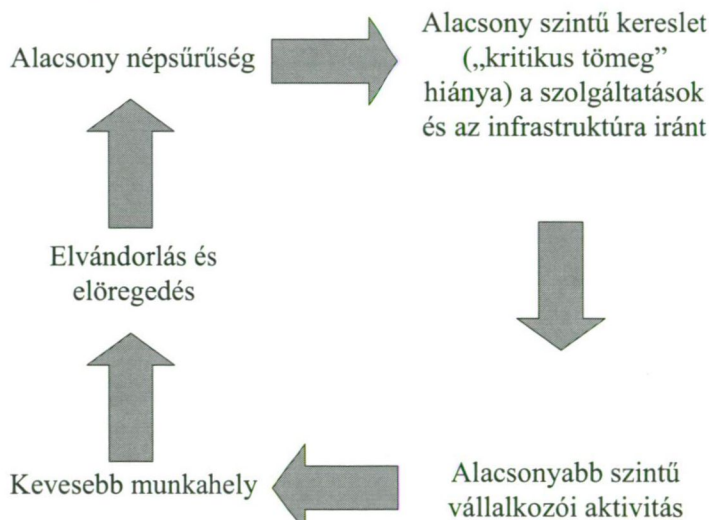 Alacsony népsűrűség
Alacsony szintű kereslet
(„kritikus tömeg”
hiánya) a szolgáltatások
és az infrastruktúra iránt
Alacsonyabb szintű
vállalkozói aktivitás
Kevesebb munkahely
Elvándorlás és
elöregedés